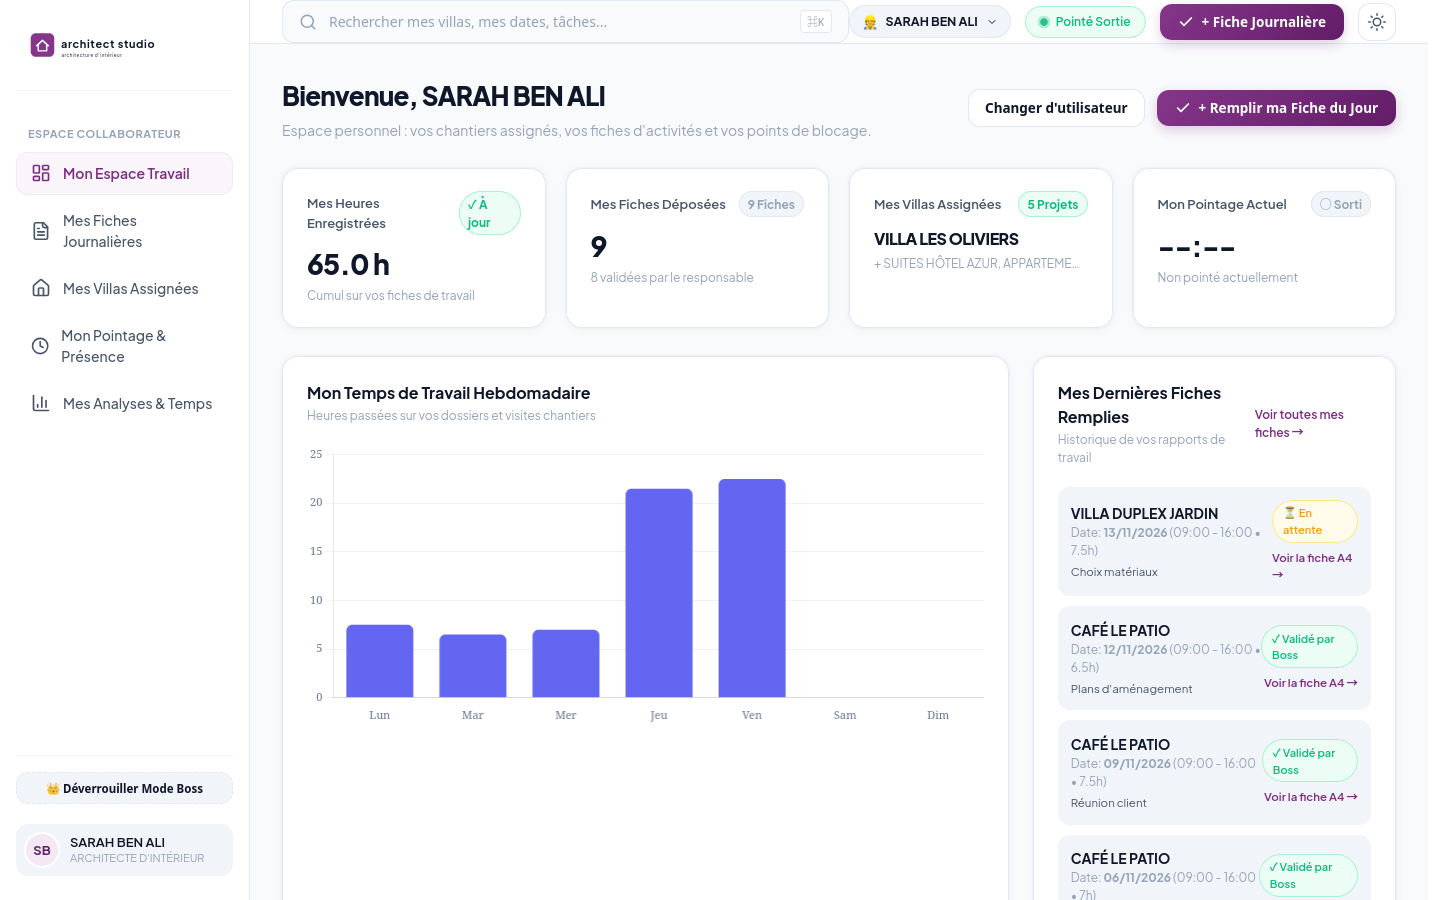 architect studio
architecture d'intérieur
ESPACE COLLABORATEUR
Mon Espace Travail
Mes Fiches
Journalières
Mes Villas Assignées
Mon Pointage &
Présence
Mes Analyses & Temps
👑 Déverrouiller Mode Boss
SB
SARAH BEN ALI
ARCHITECTE D'INTÉRIEUR
Rechercher mes villas, mes dates, tâches...
⌘K
SARAH BEN ALI
Pointé Sortie
+ Fiche Journalière
Bienvenue, SARAH BEN ALI
Espace personnel : vos chantiers assignés, vos fiches d'activités et vos points de blocage.
Changer d'utilisateur
+ Remplir ma Fiche du Jour
Mes Heures
Enregistrées
✓ À
jour
65.0 h
Cumul sur vos fiches de travail
Mes Fiches Déposées
9 Fiches
9
8 validées par le responsable
Mes Villas Assignées
5 Projets
VILLA LES OLIVIERS
+ SUITES HÔTEL AZUR, APPARTEME...
Mon Pointage Actuel
Sorti
--:--
Non pointé actuellement
Mon Temps de Travail Hebdomadaire
Heures passées sur vos dossiers et visites chantiers
25
20
15
10
5
0
Lun
Mar
Mer
Jeu
Ven
Sam
Dim
Mes Dernières Fiches
Remplies
Historique de vos rapports de
travail
Voir toutes mes
fiches →
VILLA DUPLEX JARDIN
Date: 13/11/2026 (09:00 - 16:00 •
7.5h)
Choix matériaux
⏳ En
attente
Voir la fiche A4
→
CAFÉ LE PATIO
Date: 12/11/2026 (09:00 - 16:00 •
6.5h)
Plans d'aménagement
✓ Validé par
Boss
Voir la fiche A4 →
CAFÉ LE PATIO
Date: 09/11/2026 (09:00 - 16:00
• 7.5h)
Réunion client
✓ Validé par
Boss
Voir la fiche A4 →
CAFÉ LE PATIO
Date: 06/11/2026 (09:00 - 16:00
• 7h)
✓ Validé par
Boss